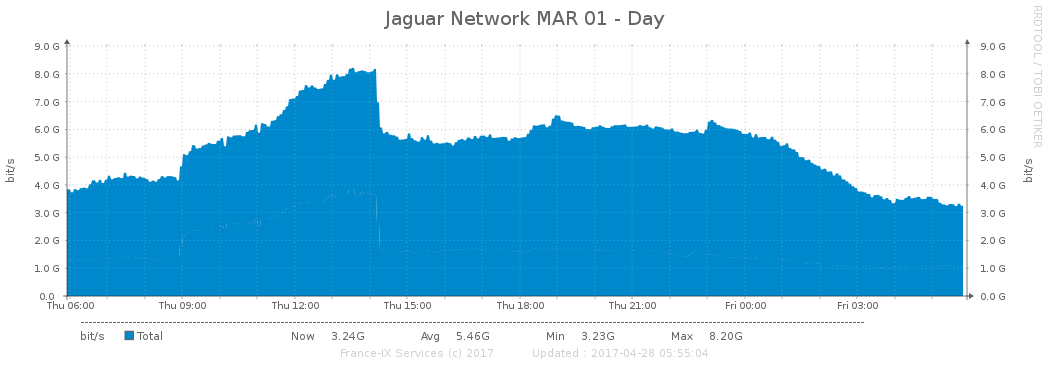 Jaguar Network MAR 01 - Day
RRDTOOL / TOBI OETIKER
bit/s
9.0 G
8.0 G
7.0 G
6.0 G
5.0 G
4.0 G
3.0 G
2.0 G
1.0 G
0.0
9.0 G
8.0 G
7.0 G
6.0 G
5.0 G
4.0 G
3.0 G
2.0 G
1.0 G
0.0 G
bit/s
Thu 06:00 Thu 09:00 Thu 12:00 Thu 15:00 Thu 18:00 Thu 21:00 Fri 00:00 Fri 03:00
bit/s Total Now 3.24G Avg 5.46G Min 3.23G Max 8.20G
France-IX Services (c) 2017 Updated : 2017-04-28 05:55:04